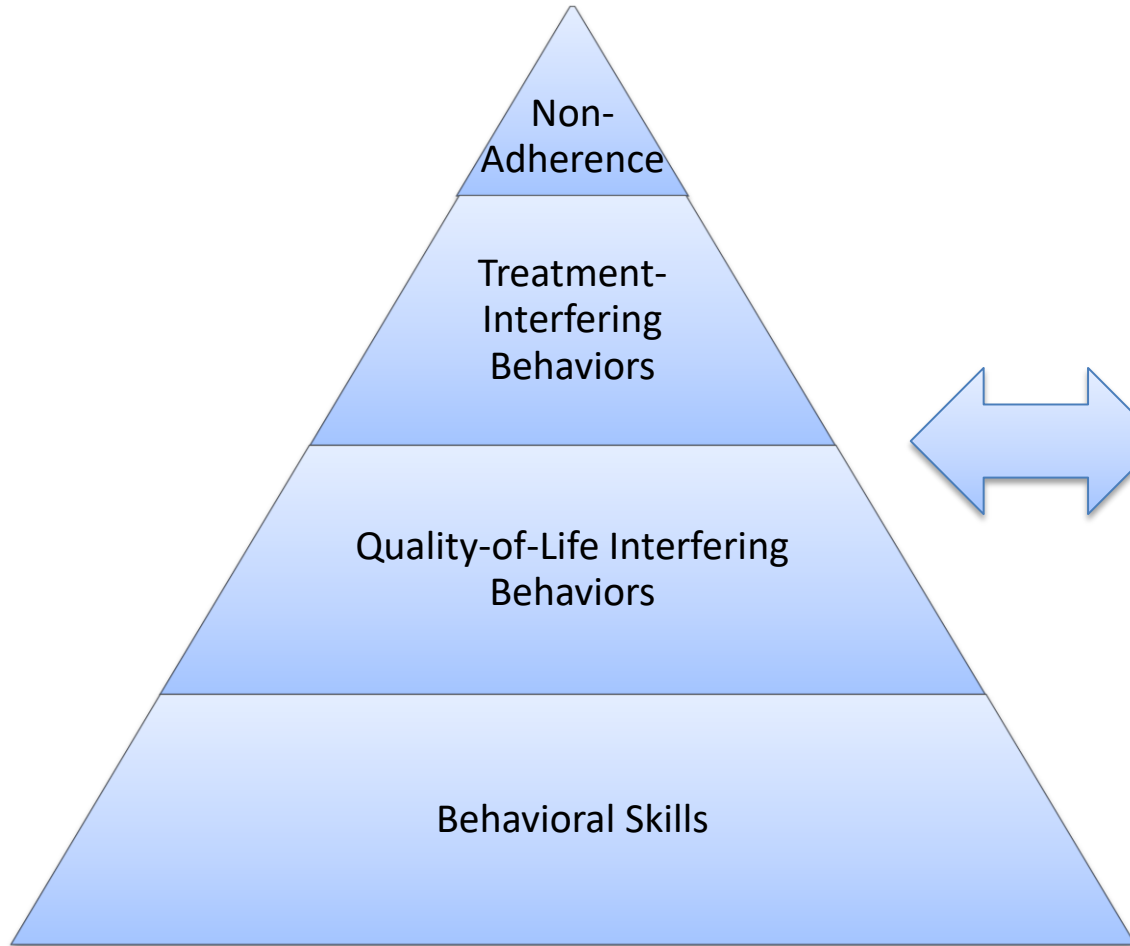 Non-
Adherence
Treatment-
Interfering
Behaviors
Quality-of-Life Interfering
Behaviors
Behavioral Skills